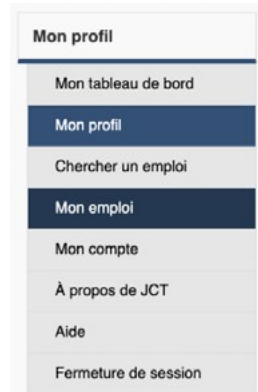 Mon profil
Mon tableau de bord
Mon profil
Chercher un emploi
Mon emploi
Mon compte
À propos de JCT
Aide
Fermeture de session